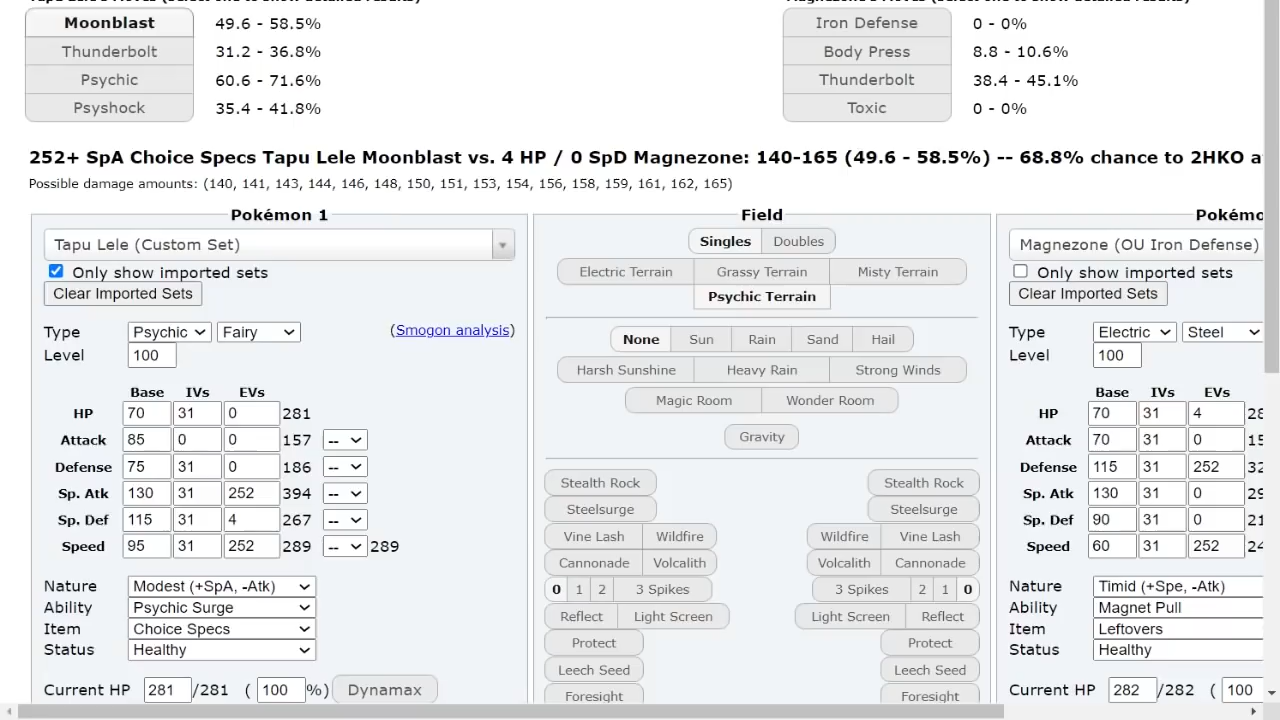 Moonblast 49.6 - 58.5% Iron Defense 0 - 0%
Thunderbolt 31.2 - 36.8% Body Press 8.8 - 10.6%
Psychic 60.6 - 71.6% Thunderbolt 38.4 - 45.1%
Psyshock 35.4 - 41.8% Toxic 0 - 0%
252+ SpA Choice Specs Tapu Lele Moonblast vs. 4 HP / 0 SpD Magnezone: 140-165 (49.6 - 58.5%) -- 68.8% chance to 2HKO
Possible damage amounts: (140, 141, 143, 144, 146, 148, 150, 151, 153, 154, 156, 158, 159, 161, 162, 165)
Pokémon 1
Tapu Lele (Custom Set)
Only show imported sets
Clear Imported Sets
Type Psychic Fairy (Smogon analysis)
Level 100
Base IVs EVs
HP 70 31 0 281
Attack 85 0 0 157 --
Defense 75 31 0 186 --
Sp. Atk 130 31 252 394 --
Sp. Def 115 31 4 267 --
Speed 95 31 252 289 -- 289
Nature Modest (+SpA, -Atk)
Ability Psychic Surge
Item Choice Specs
Status Healthy
Current HP 281 /281 ( 100 %) Dynamax
Field
Singles Doubles
Electric Terrain Grassy Terrain Misty Terrain
Psychic Terrain
None Sun Rain Sand Hail
Harsh Sunshine Heavy Rain Strong Winds
Magic Room Wonder Room
Gravity
Stealth Rock Stealth Rock
Steelsurge Steelsurge
Vine Lash Wildfire Wildfire Vine Lash
Cannonade Volcalith Volcalith Cannonade
0 1 2 3 Spikes 3 Spikes 2 1 0
Reflect Light Screen Light Screen Reflect
Protect Protect
Leech Seed Leech Seed
Foresight Foresight
Pokémo
Magnezone (OU Iron Defense)
Only show imported sets
Clear Imported Sets
Type Electric Steel
Level 100
Base IVs EVs
HP 70 31 4
Attack 70 31 0
Defense 115 31 252
Sp. Atk 130 31 0
Sp. Def 90 31 0
Speed 60 31 252
Nature Timid (+Spe, -Atk)
Ability Magnet Pull
Item Leftovers
Status Healthy
Current HP 282 /282 ( 100